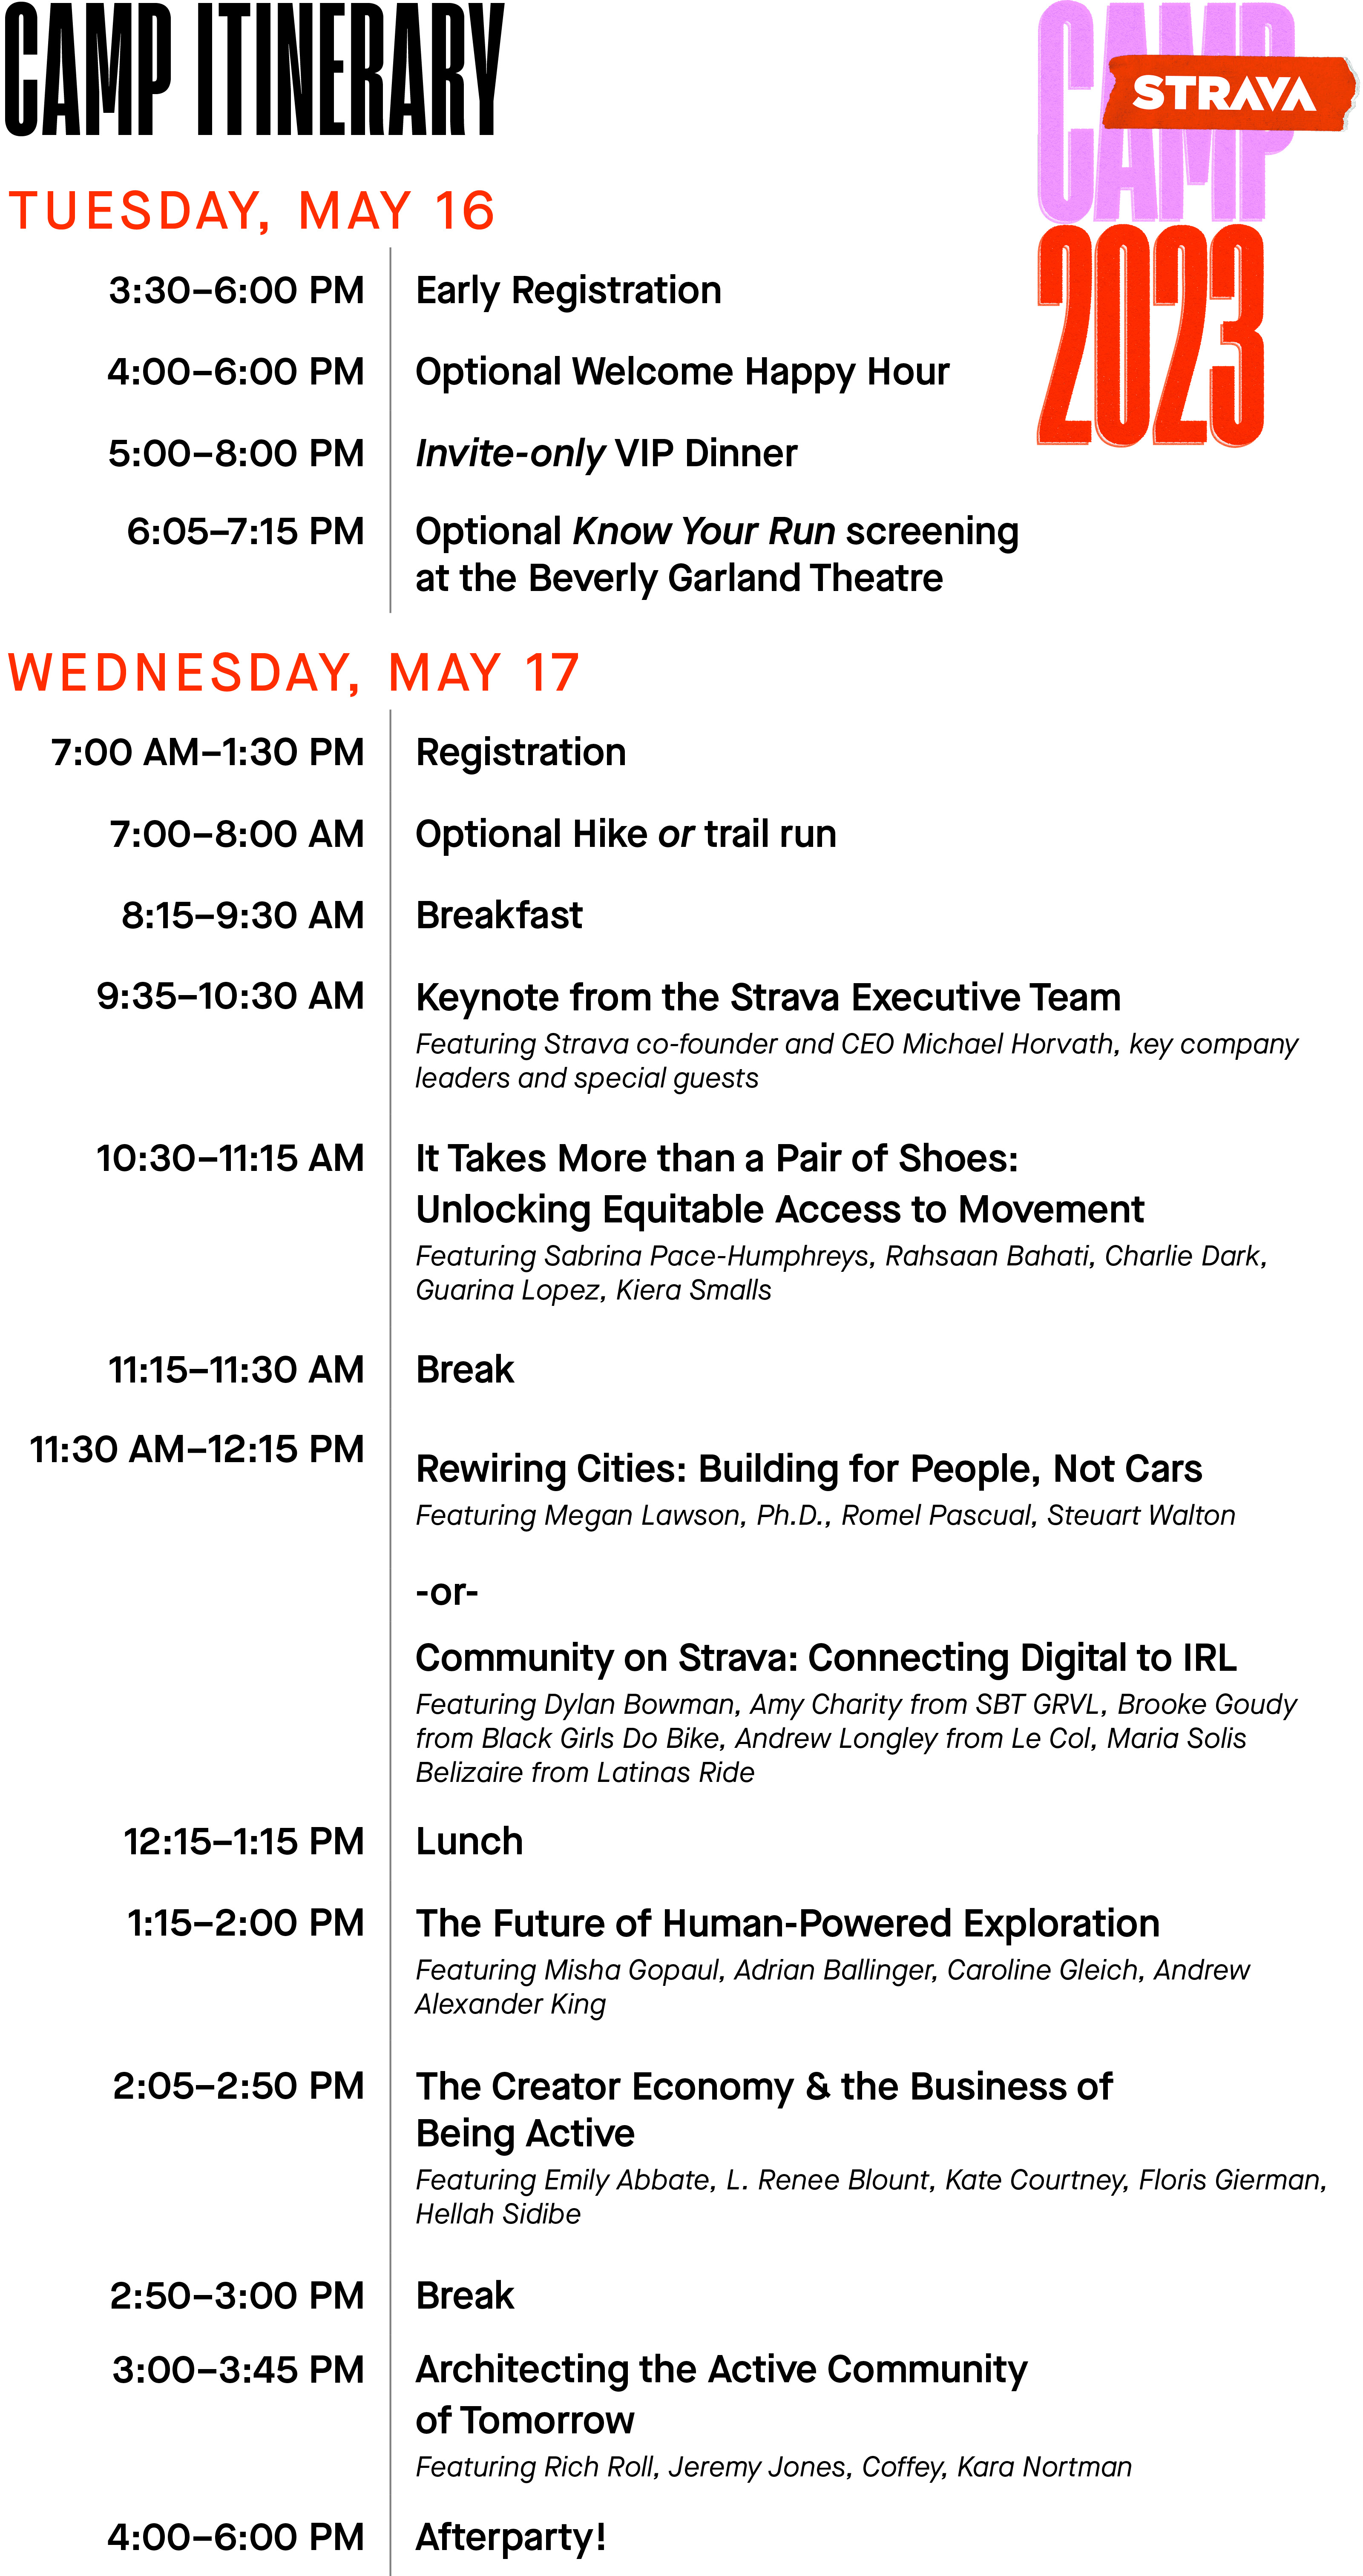 CAMP ITINERARY
CAMP
STRAVA
2023
TUESDAY, MAY 16
3:30–6:00 PM Early Registration
4:00–6:00 PM Optional Welcome Happy Hour
5:00–8:00 PM Invite-only VIP Dinner
6:05–7:15 PM Optional Know Your Run screening
at the Beverly Garland Theatre
WEDNESDAY, MAY 17
7:00 AM–1:30 PM Registration
7:00–8:00 AM Optional Hike or trail run
8:15–9:30 AM Breakfast
9:35–10:30 AM Keynote from the Strava Executive Team
Featuring Strava co-founder and CEO Michael Horvath, key company
leaders and special guests
10:30–11:15 AM It Takes More than a Pair of Shoes:
Unlocking Equitable Access to Movement
Featuring Sabrina Pace-Humphreys, Rahsaan Bahati, Charlie Dark,
Guarina Lopez, Kiera Smalls
11:15–11:30 AM Break
11:30 AM–12:15 PM Rewiring Cities: Building for People, Not Cars
Featuring Megan Lawson, Ph.D., Romel Pascual, Steuart Walton
-or-
Community on Strava: Connecting Digital to IRL
Featuring Dylan Bowman, Amy Charity from SBT GRVL, Brooke Goudy
from Black Girls Do Bike, Andrew Longley from Le Col, Maria Solis
Belizaire from Latinas Ride
12:15–1:15 PM Lunch
1:15–2:00 PM The Future of Human-Powered Exploration
Featuring Misha Gopaul, Adrian Ballinger, Caroline Gleich, Andrew
Alexander King
2:05–2:50 PM The Creator Economy & the Business of
Being Active
Featuring Emily Abbate, L. Renee Blount, Kate Courtney, Floris Gierman,
Hellah Sidibe
2:50–3:00 PM Break
3:00–3:45 PM Architecting the Active Community
of Tomorrow
Featuring Rich Roll, Jeremy Jones, Coffey, Kara Nortman
4:00–6:00 PM Afterparty!